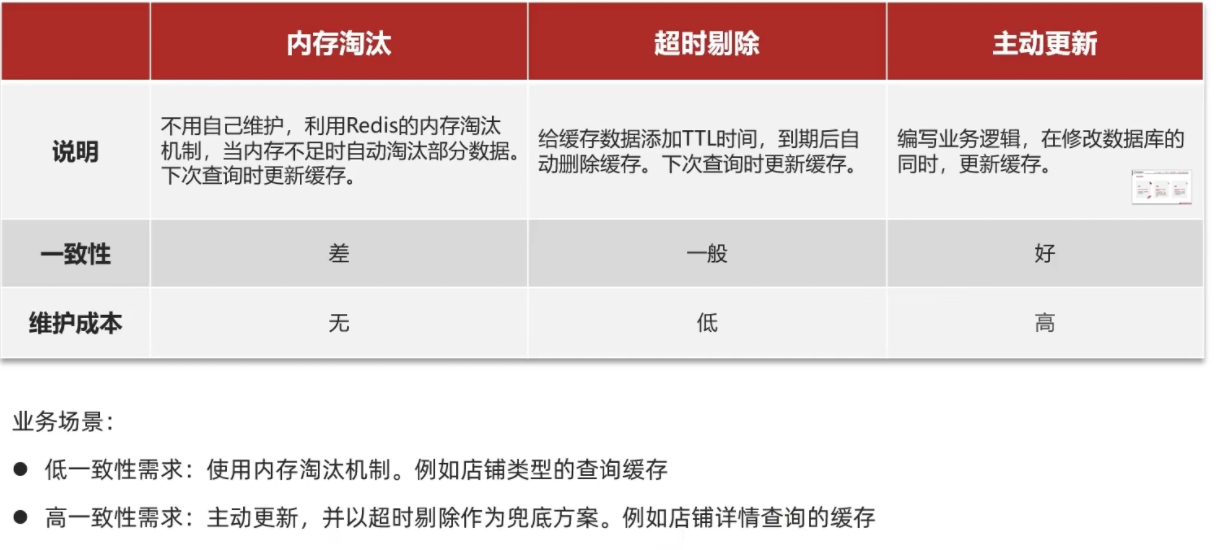 内存淘汰
超时剔除
主动更新
说明
不用自己维护，利用Redis的内存淘汰
机制，当内存不足时自动淘汰部分数据。
下次查询时更新缓存。
给缓存数据添加TTL时间，到期后自
动删除缓存。下次查询时更新缓存。
编写业务逻辑，在修改数据库的
同时，更新缓存。
一致性
差
一般
好
维护成本
无
低
高
业务场景：
● 低一致性需求：使用内存淘汰机制。例如店铺类型的查询缓存
● 高一致性需求：主动更新，并以超时剔除作为兜底方案。例如店铺详情查询的缓存